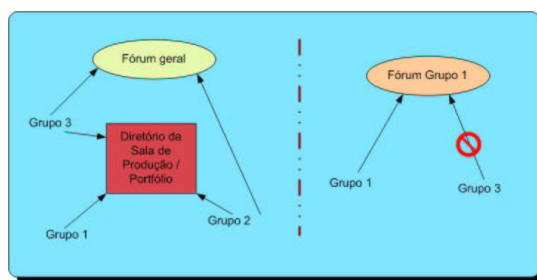 Fórum geral
Fórum Grupo 1
Grupo 3
Diretório da
Sala de
Produção /
Portfólio
Grupo 1
Grupo 2
Grupo 1
Grupo 3